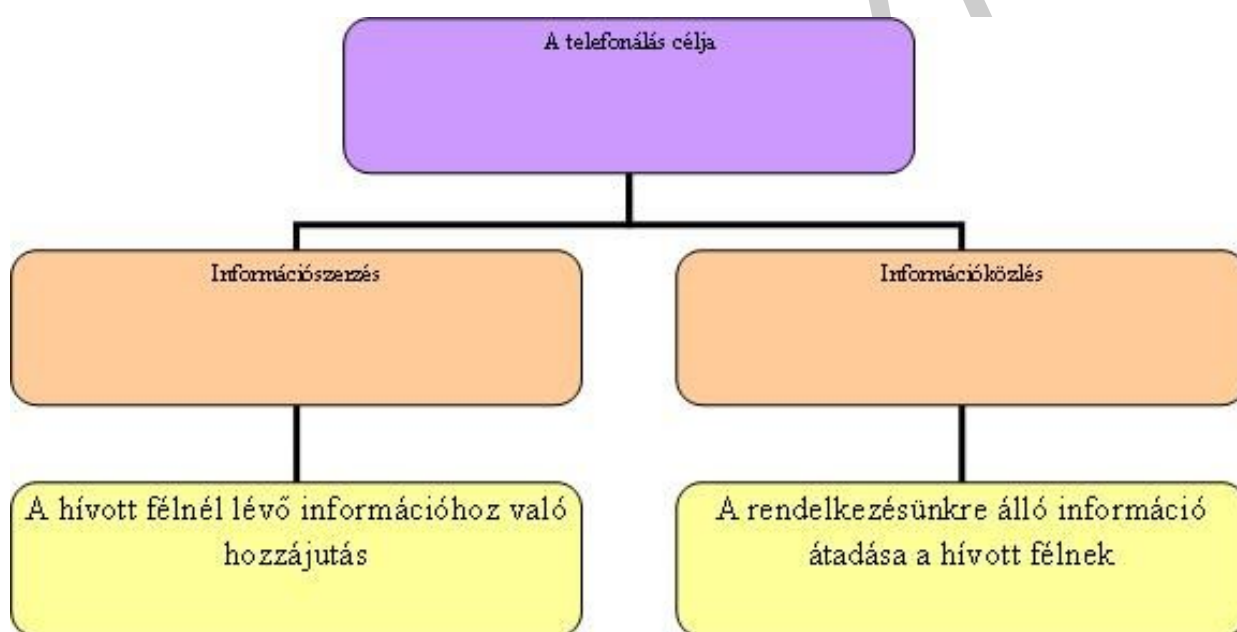 A telefonálás célja
Információszerzés
Információközlés
A hívott félnél lévő információhoz való
hozzájutás
A rendelkezésünkre álló információ
átadása a hívott félnek